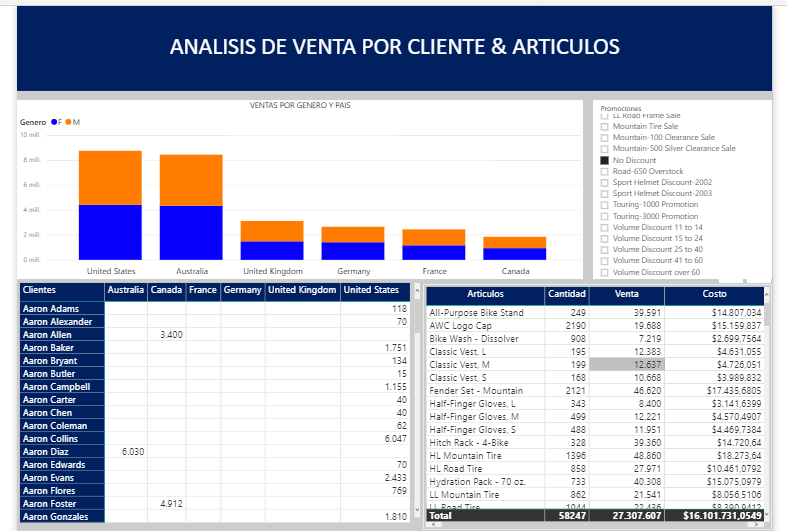 ANALISIS DE VENTA POR CLIENTE & ARTICULOS
VENTAS POR GENERO Y PAIS
Genero F M
10 mill.
8 mill.
6 mill.
4 mill.
2 mill.
0 mill.
United States Australia United Kingdom Germany France Canada
Promociones
LL Road Frame Sale
Mountain Tire Sale
Mountain-100 Clearance Sale
Mountain-500 Silver Clearance Sale
No Discount
Road-650 Overstock
Sport Helmet Discount-2002
Sport Helmet Discount-2003
Touring-1000 Promotion
Touring-3000 Promotion
Volume Discount 11 to 14
Volume Discount 15 to 24
Volume Discount 25 to 40
Volume Discount 41 to 60
Volume Discount over 60
Clientes Australia Canada France Germany United Kingdom United States
Aaron Adams 118
Aaron Alexander 70
Aaron Allen 3.400
Aaron Baker 1.751
Aaron Bryant 134
Aaron Butler 15
Aaron Campbell 1.155
Aaron Carter 40
Aaron Chen 40
Aaron Coleman 62
Aaron Collins 6.047
Aaron Diaz 6.030
Aaron Edwards 70
Aaron Evans 2.433
Aaron Flores 769
Aaron Foster 4.912
Aaron Gonzales 1.810
Articulos Cantidad Venta Costo
All-Purpose Bike Stand 249 39.591 $14.807,034
AWC Logo Cap 2190 19.688 $15.159,837
Bike Wash - Dissolver 908 7.219 $2.699,7564
Classic Vest, L 195 12.383 $4.631,055
Classic Vest, M 199 12.637 $4.726,051
Classic Vest, S 168 10.668 $3.989,832
Fender Set - Mountain 2121 46.620 $17.435,6805
Half-Finger Gloves, L 343 8.400 $3.141,6399
Half-Finger Gloves, M 499 12.221 $4.570,4907
Half-Finger Gloves, S 488 11.951 $4.469,7384
Hitch Rack - 4-Bike 328 39.360 $14.720,64
HL Mountain Tire 1396 48.860 $18.273,64
HL Road Tire 858 27.971 $10.461,0792
Hydration Pack - 70 oz. 733 40.308 $15.075,0979
LL Mountain Tire 862 21.541 $8.056,5106
LL Road Tire 1044 22.436 $8.390,9412
Total 58247 27.307.607 $16.101.731,0549